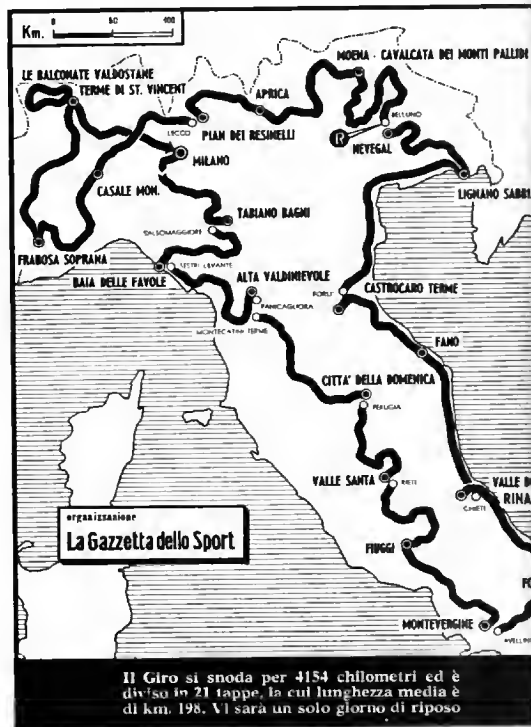 Km.
0 50 100
MOENA - CAVALCATA DEI MONTI PALLIDI
LE BALCONATE VALDOSTANE
TERME DI ST. VINCENT
APRICA
BELLUNO
LECCO
PIAN DEI RESINELLI
R
NEVEGAL
MILANO
CASALE MON.
LIGNANO SABBI
TABIANO BAGNI
SALSOMAGGIORE
FRABOSA SOPRANA
SESTRI LEVANTE
ALTA VALDINIEVOLE
BAIA DELLE FAVOLE
FORLI'
CASTROCARO TERME
PANICAGLIORA
MONTECATINI TERME
FANO
CITTA' DELLA DOMENICA
PERUGIA
VALLE SANTA
RIETI
VALLE
RINA
CHIETI
organizzazione
La Gazzetta dello Sport
FIUGGI
FO
MONTEVERGINE
AVELLIN
Il Giro si snoda per 4154 chilometri ed è
diviso in 21 tappe, la cui lunghezza media è
di km. 198. Vi sarà un solo giorno di riposo